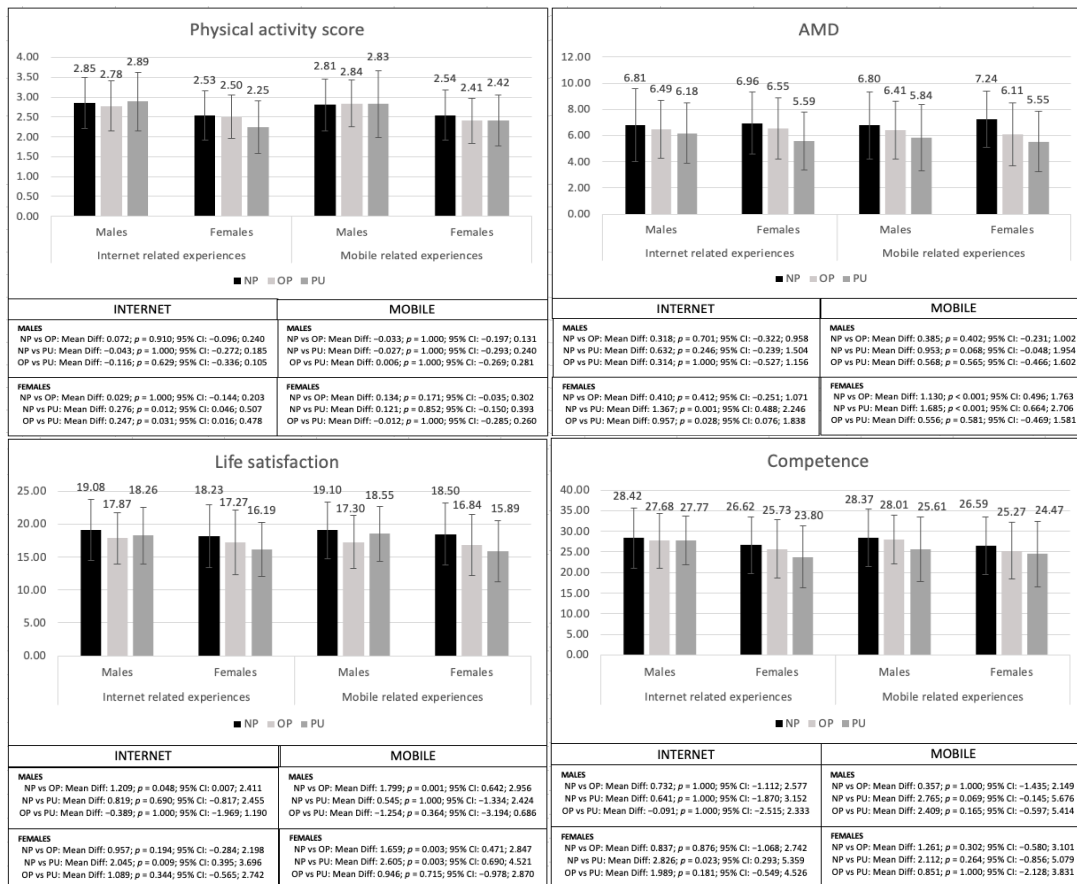 Physical activity score
4.00
3.50
3.00
2.50
2.00
1.50
1.00
0.50
0.00
2.85 2.78 2.89 2.53 2.50 2.25 2.81 2.84 2.83 2.54 2.41 2.42
Males Females Males Females
Internet related experiences Mobile related experiences
NP OP PU
INTERNET MOBILE
MALES
NP vs OP: Mean Diff: 0.072; p = 0.910; 95% CI: −0.096; 0.240
NP vs PU: Mean Diff: −0.043; p = 1.000; 95% CI: −0.272; 0.185
OP vs PU: Mean Diff: −0.116; p = 0.629; 95% CI: −0.336; 0.105
NP vs OP: Mean Diff: −0.033; p = 1.000; 95% CI: −0.197; 0.131
NP vs PU: Mean Diff: −0.027; p = 1.000; 95% CI: −0.293; 0.240
OP vs PU: Mean Diff: 0.006; p = 1.000; 95% CI: −0.269; 0.281
FEMALES
NP vs OP: Mean Diff: 0.029; p = 1.000; 95% CI: −0.144; 0.203
NP vs PU: Mean Diff: 0.276; p = 0.012; 95% CI: 0.046; 0.507
OP vs PU: Mean Diff: 0.247; p = 0.031; 95% CI: 0.016; 0.478
NP vs OP: Mean Diff: 0.134; p = 0.171; 95% CI: −0.035; 0.302
NP vs PU: Mean Diff: 0.121; p = 0.852; 95% CI: −0.150; 0.393
OP vs PU: Mean Diff: −0.012; p = 1.000; 95% CI: −0.285; 0.260
AMD
12.00
10.00
8.00
6.00
4.00
2.00
0.00
6.81 6.49 6.18 6.96 6.55 5.59 6.80 6.41 5.84 7.24 6.11 5.55
Males Females Males Females
Internet related experiences Mobile related experiences
NP OP PU
INTERNET MOBILE
MALES
NP vs OP: Mean Diff: 0.318; p = 0.701; 95% CI: −0.322; 0.958
NP vs PU: Mean Diff: 0.632; p = 0.246; 95% CI: −0.239; 1.504
OP vs PU: Mean Diff: 0.314; p = 1.000; 95% CI: −0.527; 1.156
NP vs OP: Mean Diff: 0.385; p = 0.402; 95% CI: −0.231; 1.002
NP vs PU: Mean Diff: 0.953; p = 0.068; 95% CI: −0.048; 1.954
OP vs PU: Mean Diff: 0.568; p = 0.565; 95% CI: −0.466; 1.602
FEMALES
NP vs OP: Mean Diff: 0.410; p = 0.412; 95% CI: −0.251; 1.071
NP vs PU: Mean Diff: 1.367; p = 0.001; 95% CI: 0.488; 2.246
OP vs PU: Mean Diff: 0.957; p = 0.028; 95% CI: 0.076; 1.838
NP vs OP: Mean Diff: 1.130; p < 0.001; 95% CI: 0.496; 1.763
NP vs PU: Mean Diff: 1.685; p < 0.001; 95% CI: 0.664; 2.706
OP vs PU: Mean Diff: 0.556; p = 0.581; 95% CI: −0.469; 1.581
Life satisfaction
25.00
20.00
15.00
10.00
5.00
0.00
19.08 17.87 18.26 18.23 17.27 16.19 19.10 17.30 18.55 18.50 16.84 15.89
Males Females Males Females
Internet related experiences Mobile related experiences
NP OP PU
INTERNET MOBILE
MALES
NP vs OP: Mean Diff: 1.209; p = 0.048; 95% CI: 0.007; 2.411
NP vs PU: Mean Diff: 0.819; p = 0.690; 95% CI: −0.817; 2.455
OP vs PU: Mean Diff: −0.389; p = 1.000; 95% CI: −1.969; 1.190
MALES
NP vs OP: Mean Diff: 1.799; p = 0.001; 95% CI: 0.642; 2.956
NP vs PU: Mean Diff: 0.545; p = 1.000; 95% CI: −1.334; 2.424
OP vs PU: Mean Diff: −1.254; p = 0.364; 95% CI: −3.194; 0.686
FEMALES
NP vs OP: Mean Diff: 0.957; p = 0.194; 95% CI: −0.284; 2.198
NP vs PU: Mean Diff: 2.045; p = 0.009; 95% CI: 0.395; 3.696
OP vs PU: Mean Diff: 1.089; p = 0.344; 95% CI: −0.565; 2.742
NP vs OP: Mean Diff: 1.659; p = 0.003; 95% CI: 0.471; 2.847
NP vs PU: Mean Diff: 2.605; p = 0.003; 95% CI: 0.690; 4.521
OP vs PU: Mean Diff: 0.946; p = 0.715; 95% CI: −0.978; 2.870
Competence
40.00
35.00
30.00
25.00
20.00
15.00
10.00
5.00
0.00
28.42 27.68 27.77 26.62 25.73 23.80 28.37 28.01 25.61 26.59 25.27 24.47
Males Females Males Females
Internet related experiences Mobile related experiences
NP OP PU
INTERNET MOBILE
MALES
NP vs OP: Mean Diff: 0.732; p = 1.000; 95% CI: −1.112; 2.577
NP vs PU: Mean Diff: 0.641; p = 1.000; 95% CI: −1.870; 3.152
OP vs PU: Mean Diff: −0.091; p = 1.000; 95% CI: −2.515; 2.333
NP vs OP: Mean Diff: 0.357; p = 1.000; 95% CI: −1.435; 2.149
NP vs PU: Mean Diff: 2.765; p = 0.069; 95% CI: −0.145; 5.676
OP vs PU: Mean Diff: 2.409; p = 0.165; 95% CI: −0.597; 5.414
FEMALES
NP vs OP: Mean Diff: 0.837; p = 0.876; 95% CI: −1.068; 2.742
NP vs PU: Mean Diff: 2.826; p = 0.023; 95% CI: 0.293; 5.359
OP vs PU: Mean Diff: 1.989; p = 0.181; 95% CI: −0.549; 4.526
NP vs OP: Mean Diff: 1.261; p = 0.302; 95% CI: −0.580; 3.101
NP vs PU: Mean Diff: 2.112; p = 0.264; 95% CI: −0.856; 5.079
OP vs PU: Mean Diff: 0.851; p = 1.000; 95% CI: −2.128; 3.831